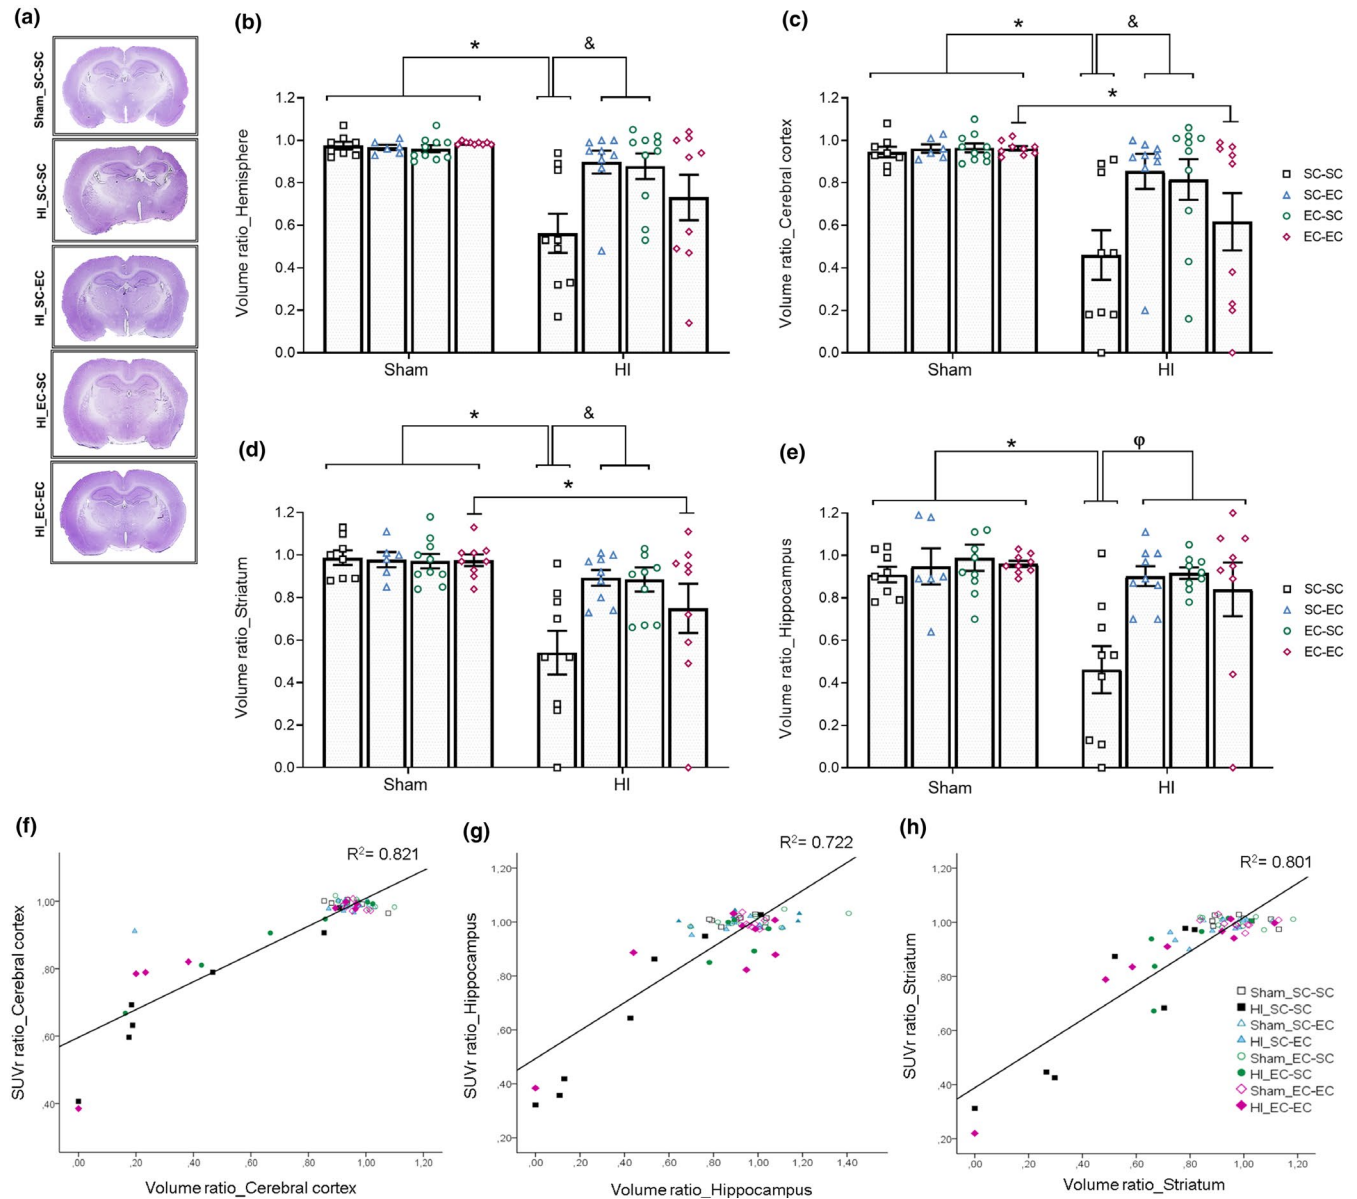 (a)
Sham_SC-SC
HI_SC-SC
HI_SC-EC
HI_EC-SC
HI_EC-EC
(b)
* &
Volume ratio_Hemisphere
1.2
1.0
0.8
0.6
0.4
0.2
0.0
Sham HI
(c)
* &
*
Volume ratio_Cerebral cortex
1.2
1.0
0.8
0.6
0.4
0.2
0.0
Sham HI
SC-SC
SC-EC
EC-SC
EC-EC
(d)
* &
*
Volume ratio_Striatum
1.2
1.0
0.8
0.6
0.4
0.2
0.0
Sham HI
(e)
* φ
Volume ratio_Hippocampus
1.2
1.0
0.8
0.6
0.4
0.2
0.0
Sham HI
SC-SC
SC-EC
EC-SC
EC-EC
(f)
R²= 0.821
SUVr ratio_Cerebral cortex
1,00
,80
,60
,40
,00 ,20 ,40 ,60 ,80 1,00 1,20
Volume ratio_Cerebral cortex
(g)
R²= 0.722
SUVr ratio_Hippocampus
1,20
1,00
,80
,60
,40
,20
,00 ,20 ,40 ,60 ,80 1,00 1,20 1,40
Volume ratio_Hippocampus
(h)
R²= 0.801
SUVr ratio_Striatum
1,20
1,00
,80
,60
,40
,20
,00 ,20 ,40 ,60 ,80 1,00 1,20
Volume ratio_Striatum
Sham_SC-SC
HI_SC-SC
Sham_SC-EC
HI_SC-EC
Sham_EC-SC
HI_EC-SC
Sham_EC-EC
HI_EC-EC